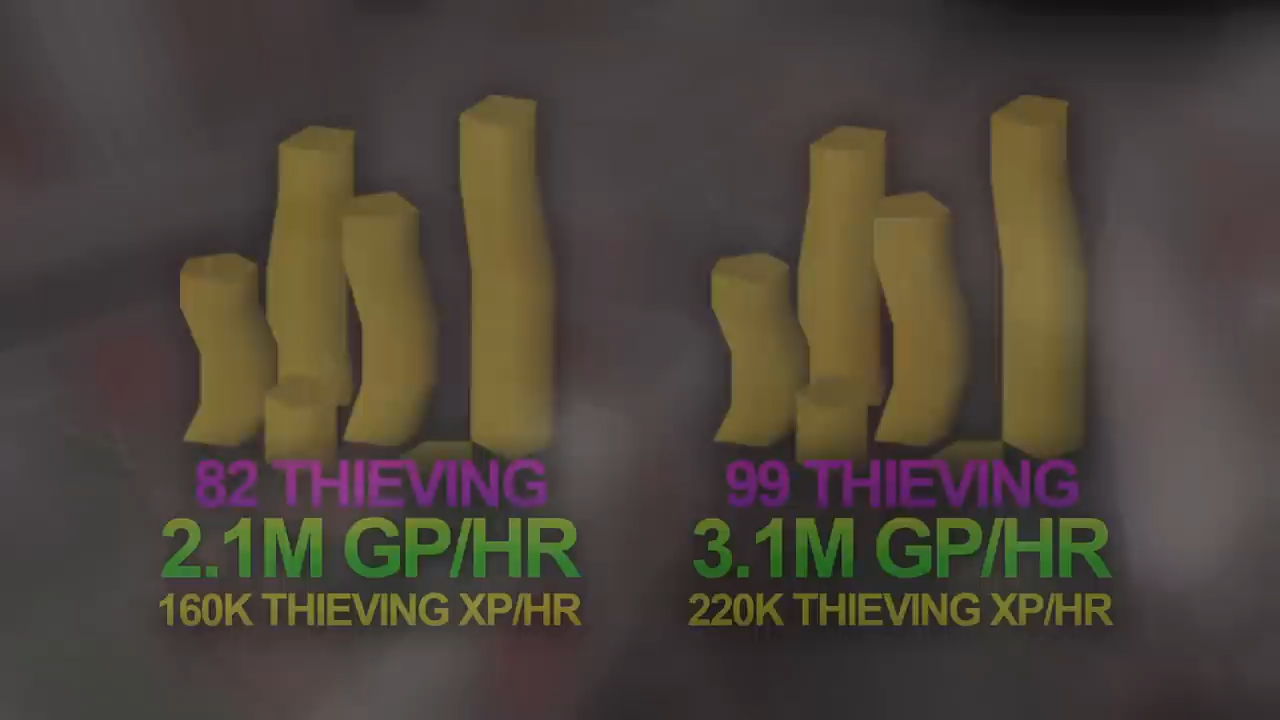 82 THIEVING
2.1M GP/HR
160K THIEVING XP/HR
99 THIEVING
3.1M GP/HR
220K THIEVING XP/HR